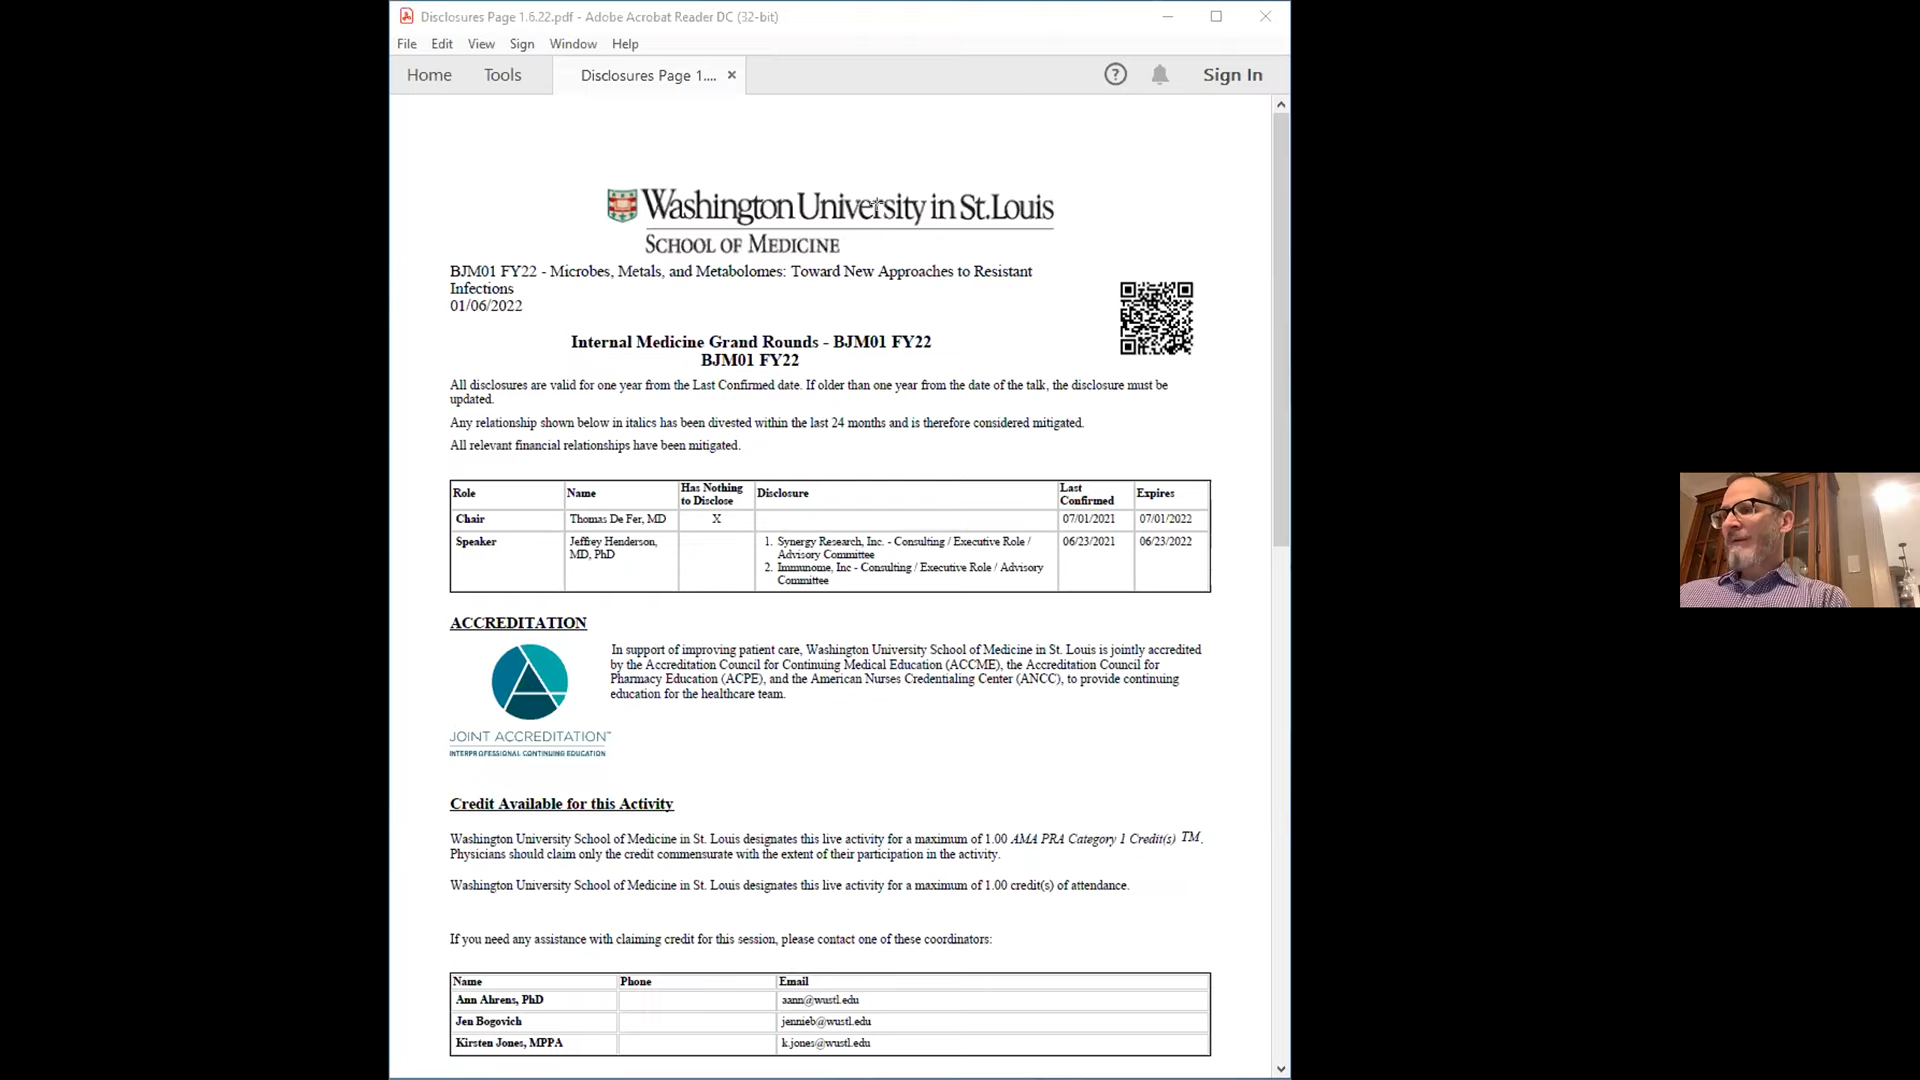 Disclosures Page 1.6.22.pdf - Adobe Acrobat Reader DC (32-bit)
File Edit View Sign Window Help
Home Tools Disclosures Page 1.... × Sign In
Washington University in St. Louis
SCHOOL OF MEDICINE
BJM01 FY22 - Microbes, Metals, and Metabolomes: Toward New Approaches to Resistant
Infections
01/06/2022
Internal Medicine Grand Rounds - BJM01 FY22
BJM01 FY22
All disclosures are valid for one year from the Last Confirmed date. If older than one year from the date of the talk, the disclosure must be
updated.
Any relationship shown below in italics has been divested within the last 24 months and is therefore considered mitigated.
All relevant financial relationships have been mitigated.
Role Name Has Nothing to Disclose Disclosure Last Confirmed Expires
Chair Thomas De Fer, MD X 07/01/2021 07/01/2022
Speaker Jeffrey Henderson, MD, PhD 1. Synergy Research, Inc. - Consulting / Executive Role / 06/23/2021 06/23/2022
Advisory Committee
2. Immunome, Inc - Consulting / Executive Role / Advisory
Committee
ACCREDITATION
In support of improving patient care, Washington University School of Medicine in St. Louis is jointly accredited
by the Accreditation Council for Continuing Medical Education (ACCME), the Accreditation Council for
Pharmacy Education (ACPE), and the American Nurses Credentialing Center (ANCC), to provide continuing
education for the healthcare team.
JOINT ACCREDITATION™
INTERPROFESSIONAL CONTINUING EDUCATION
Credit Available for this Activity
Washington University School of Medicine in St. Louis designates this live activity for a maximum of 1.00 AMA PRA Category 1 Credit(s) TM.
Physicians should claim only the credit commensurate with the extent of their participation in the activity.
Washington University School of Medicine in St. Louis designates this live activity for a maximum of 1.00 credit(s) of attendance.
If you need any assistance with claiming credit for this session, please contact one of these coordinators:
Name Phone Email
Ann Ahrens, PhD aann@wustl.edu
Jen Bogovich jennieb@wustl.edu
Kirsten Jones, MPPA k.jones@wustl.edu